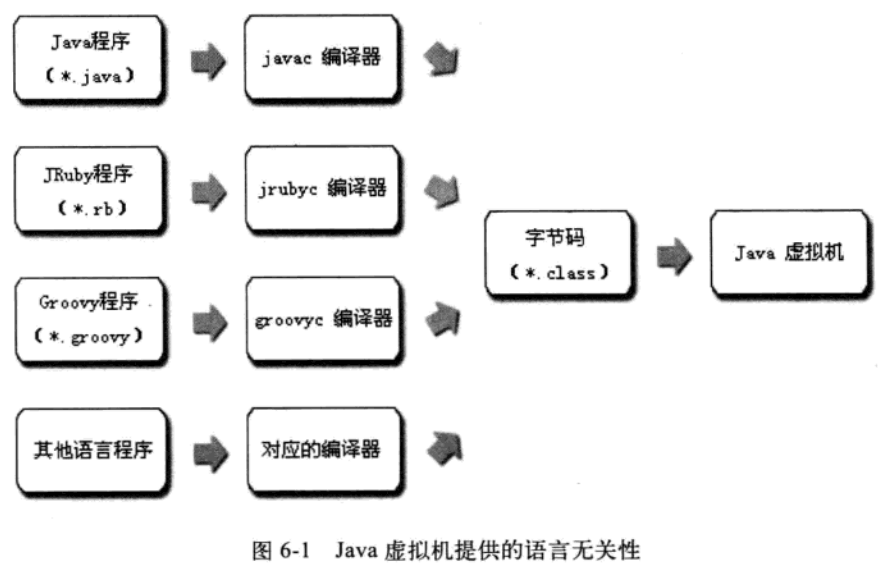 Java程序
(*.java)
javac 编译器
JRuby程序
(*.rb)
jrubyc 编译器
字节码
(*.class)
Java 虚拟机
Groovy程序
(*.groovy)
groovyc 编译器
其他语言程序
对应的编译器
图 6-1 Java 虚拟机提供的语言无关性